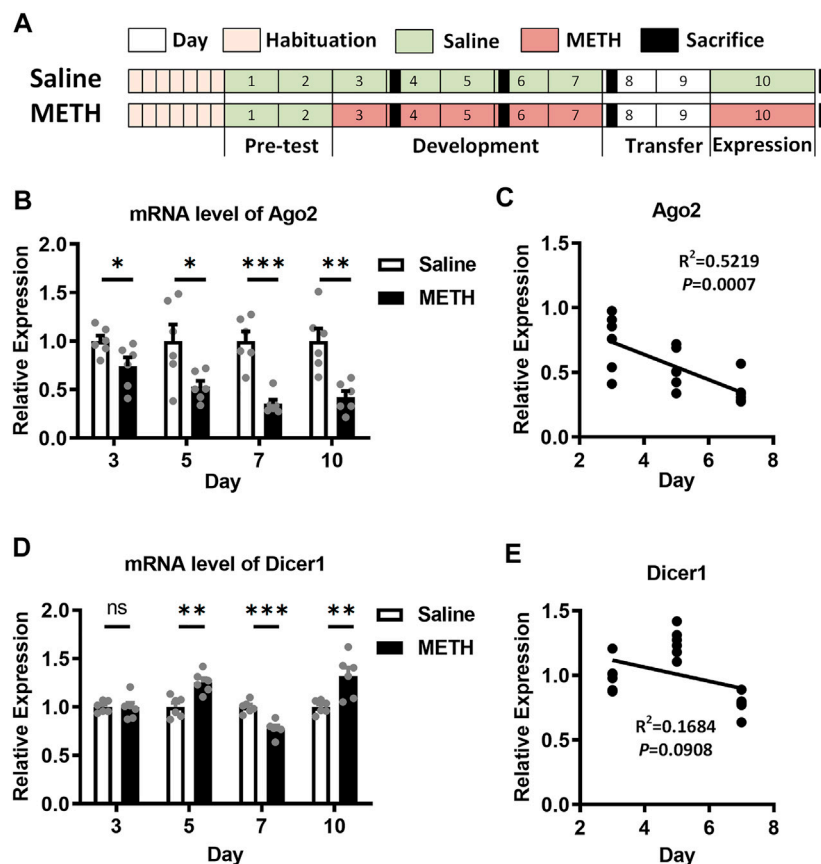 A
Day Habituation Saline METH Sacrifice
Saline 1 2 3 4 5 6 7 8 9 10
METH 1 2 3 4 5 6 7 8 9 10
Pre-test Development Transfer Expression
B
mRNA level of Ago2
Relative Expression
2.0
1.5
1.0
0.5
0.0
* * *** **
Saline
METH
3 5 7 10
Day
C
Ago2
Relative Expression
1.5
1.0
0.5
0.0
R²=0.5219
P=0.0007
2 4 6 8
Day
D
mRNA level of Dicer1
Relative Expression
2.0
1.5
1.0
0.5
0.0
ns ** *** **
Saline
METH
3 5 7 10
Day
E
Dicer1
Relative Expression
1.5
1.0
0.5
0.0
R²=0.1684
P=0.0908
2 4 6 8
Day